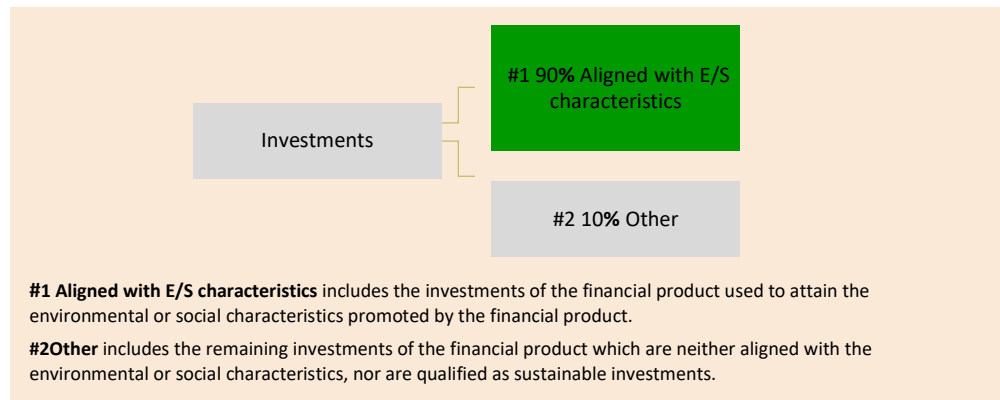 #1 90% Aligned with E/S
characteristics
Investments
#2 10% Other
#1 Aligned with E/S characteristics includes the investments of the financial product used to attain the
environmental or social characteristics promoted by the financial product.
#2Other includes the remaining investments of the financial product which are neither aligned with the
environmental or social characteristics, nor are qualified as sustainable investments.